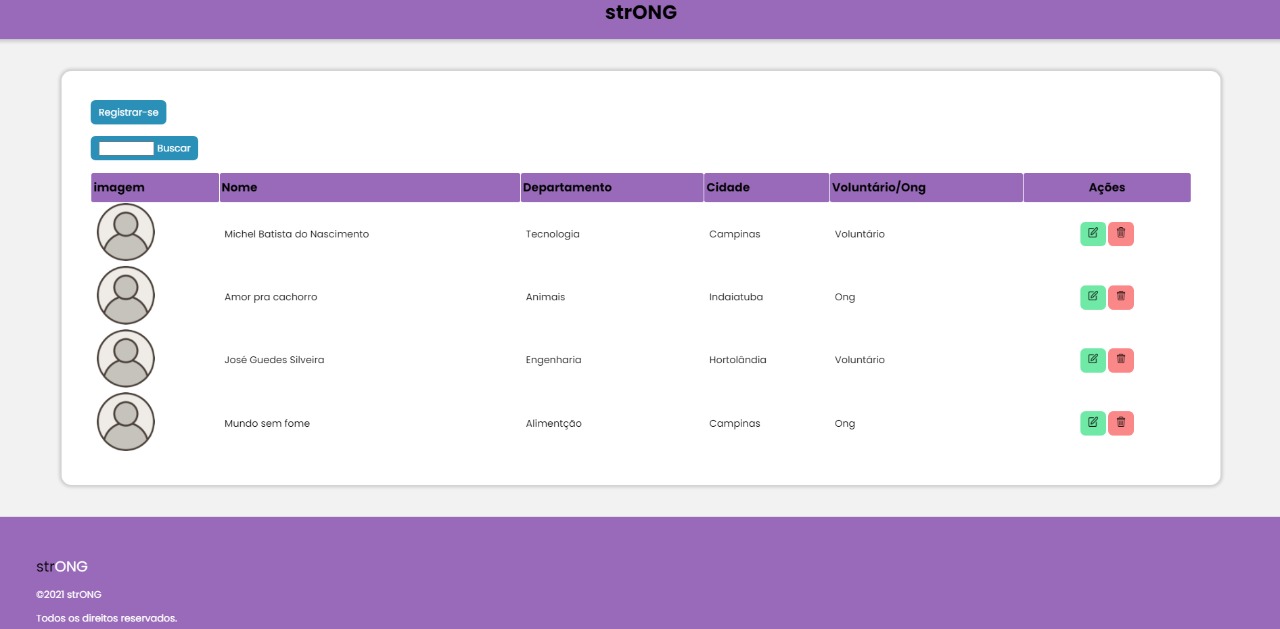 strONG
Registrar-se
Buscar
imagem Nome Departamento Cidade Voluntário/Ong Ações
Michel Batista do Nascimento Tecnologia Campinas Voluntário
Amor pra cachorro Animais Indaiatuba Ong
José Guedes Silveira Engenharia Hortolândia Voluntário
Mundo sem fome Alimentção Campinas Ong
strONG
©2021 strONG
Todos os direitos reservados.